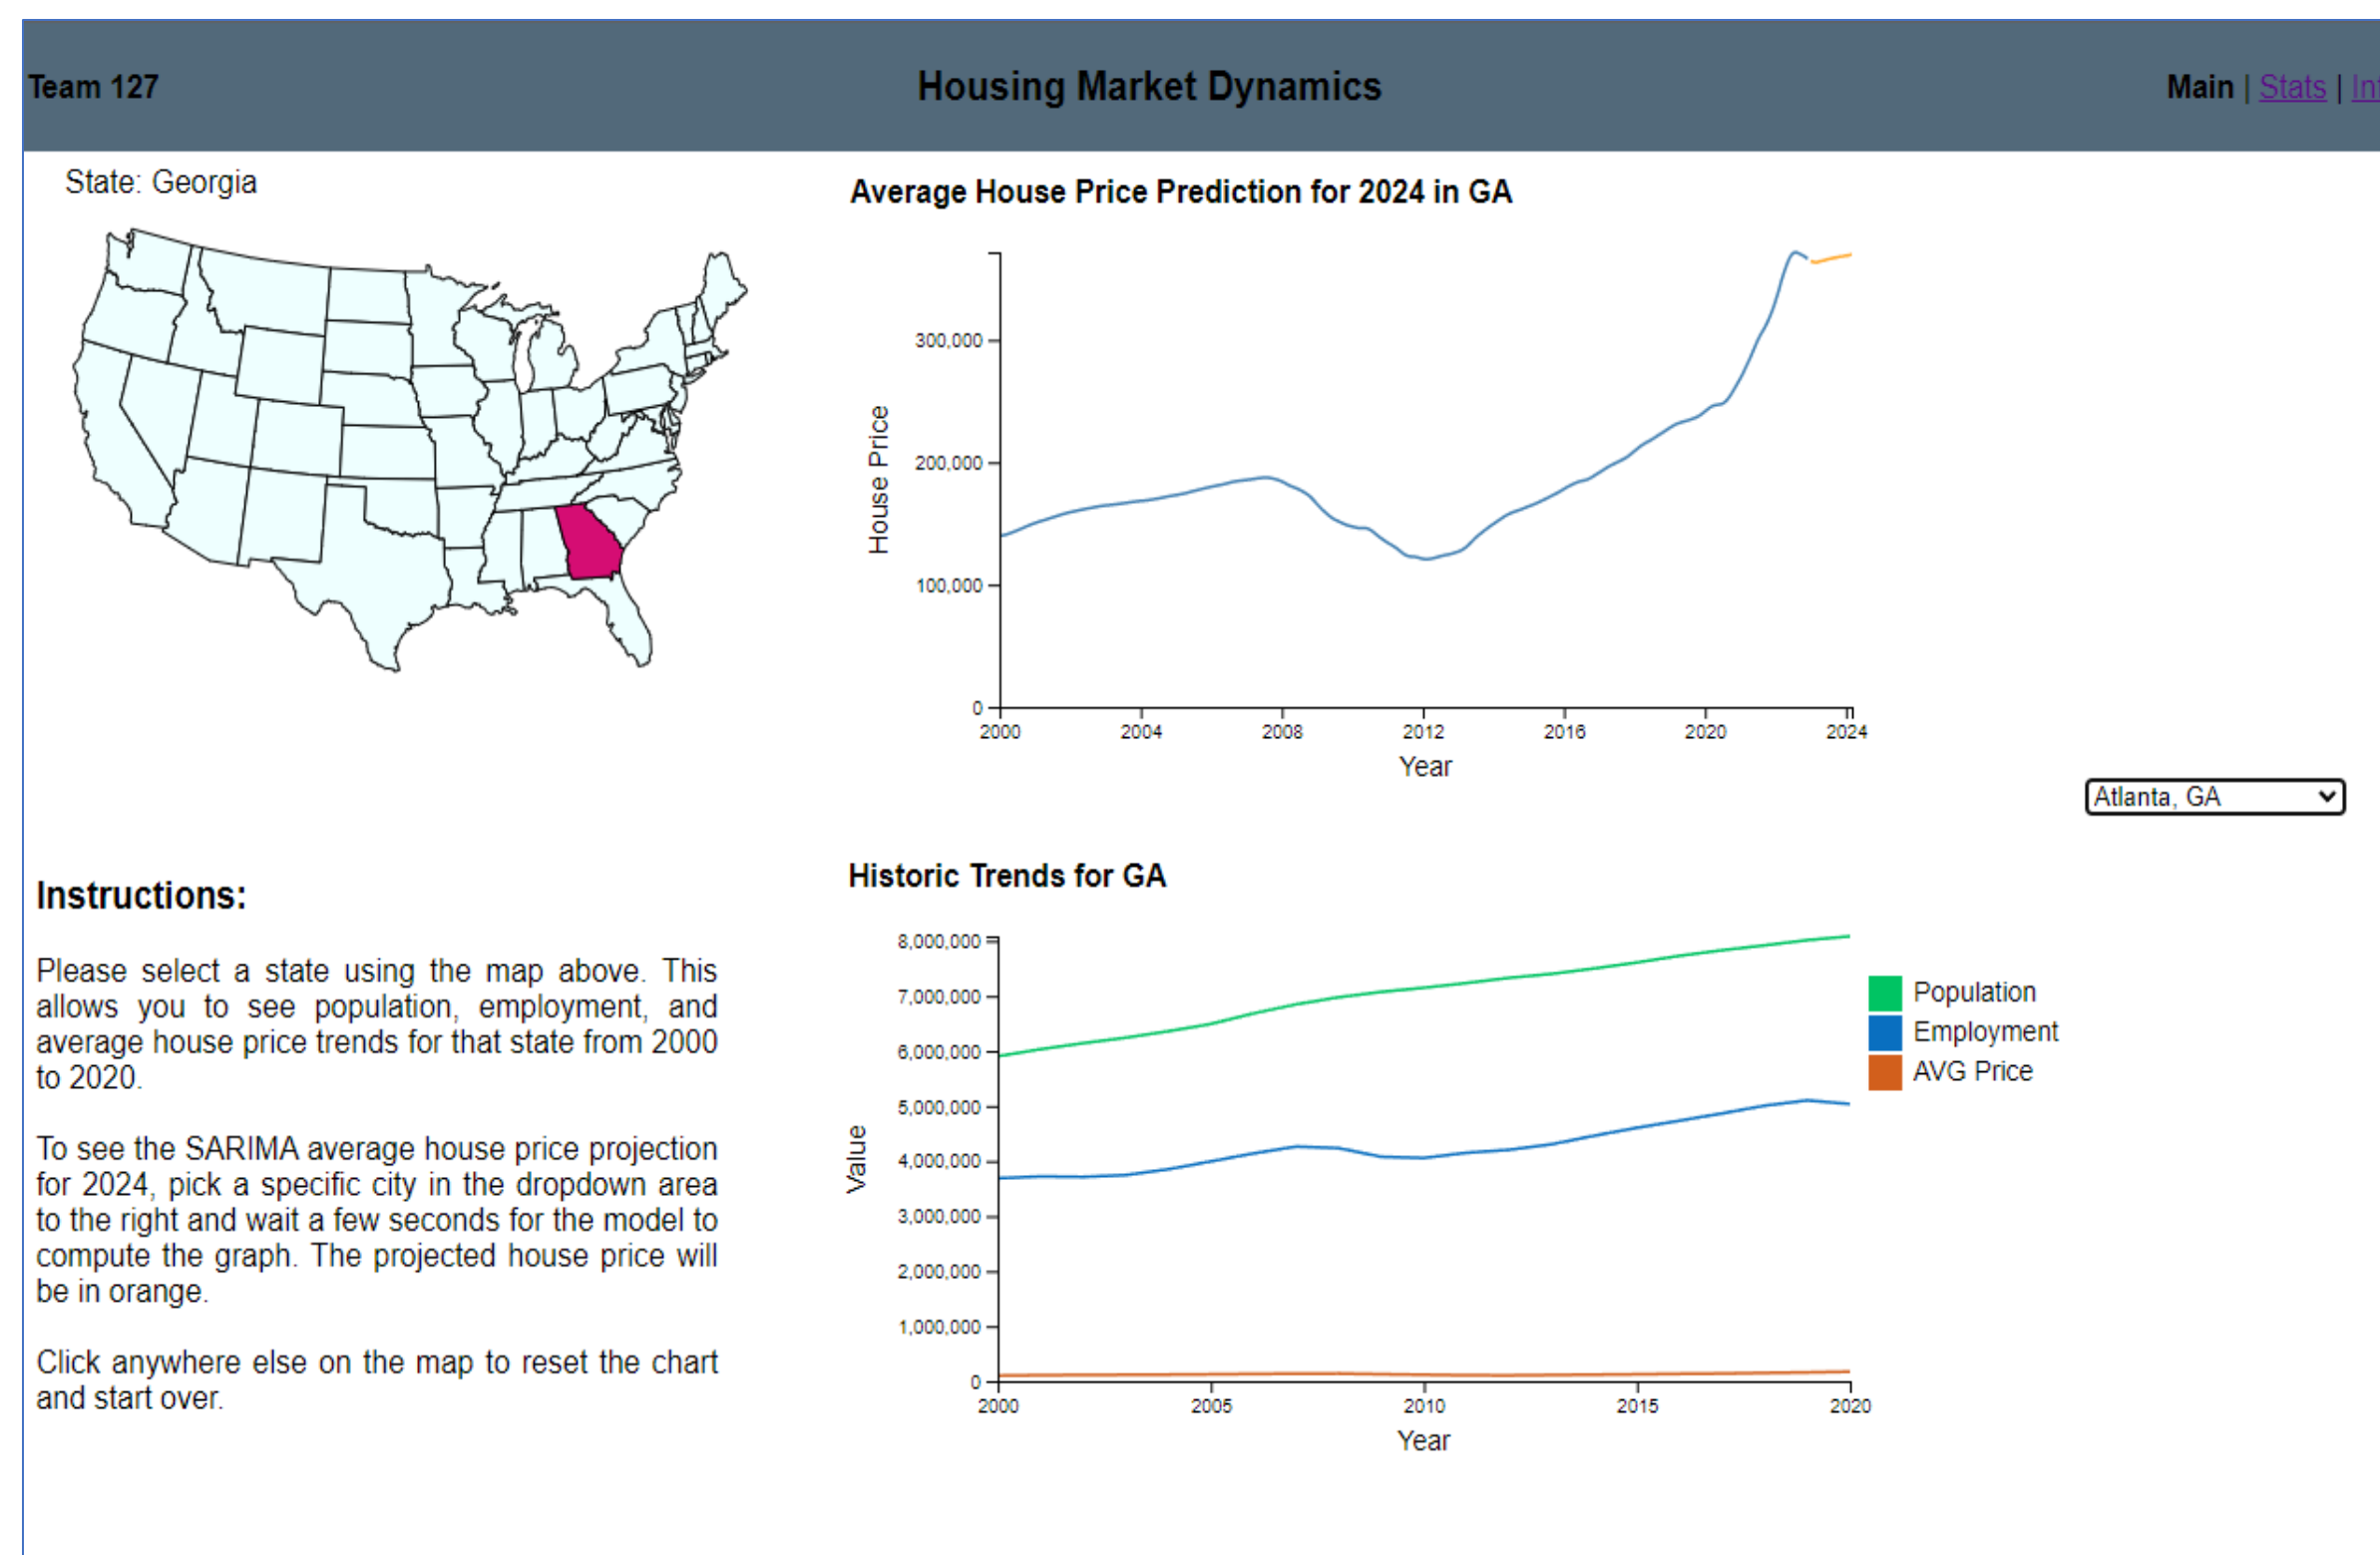 Team 127
Housing Market Dynamics
Main | Stats |
State: Georgia
Average House Price Prediction for 2024 in GA
300,000
200,000
100,000
0
House Price
2000 2004 2008 2012 2016 2020 2024
Year
Atlanta, GA
Instructions:
Please select a state using the map above. This
allows you to see population, employment, and
average house price trends for that state from 2000
to 2020.
To see the SARIMA average house price projection
for 2024, pick a specific city in the dropdown area
to the right and wait a few seconds for the model to
compute the graph. The projected house price will
be in orange.
Click anywhere else on the map to reset the chart
and start over.
Historic Trends for GA
8,000,000
7,000,000
6,000,000
5,000,000
4,000,000
3,000,000
2,000,000
1,000,000
0
Value
2000 2005 2010 2015 2020
Year
Population
Employment
AVG Price